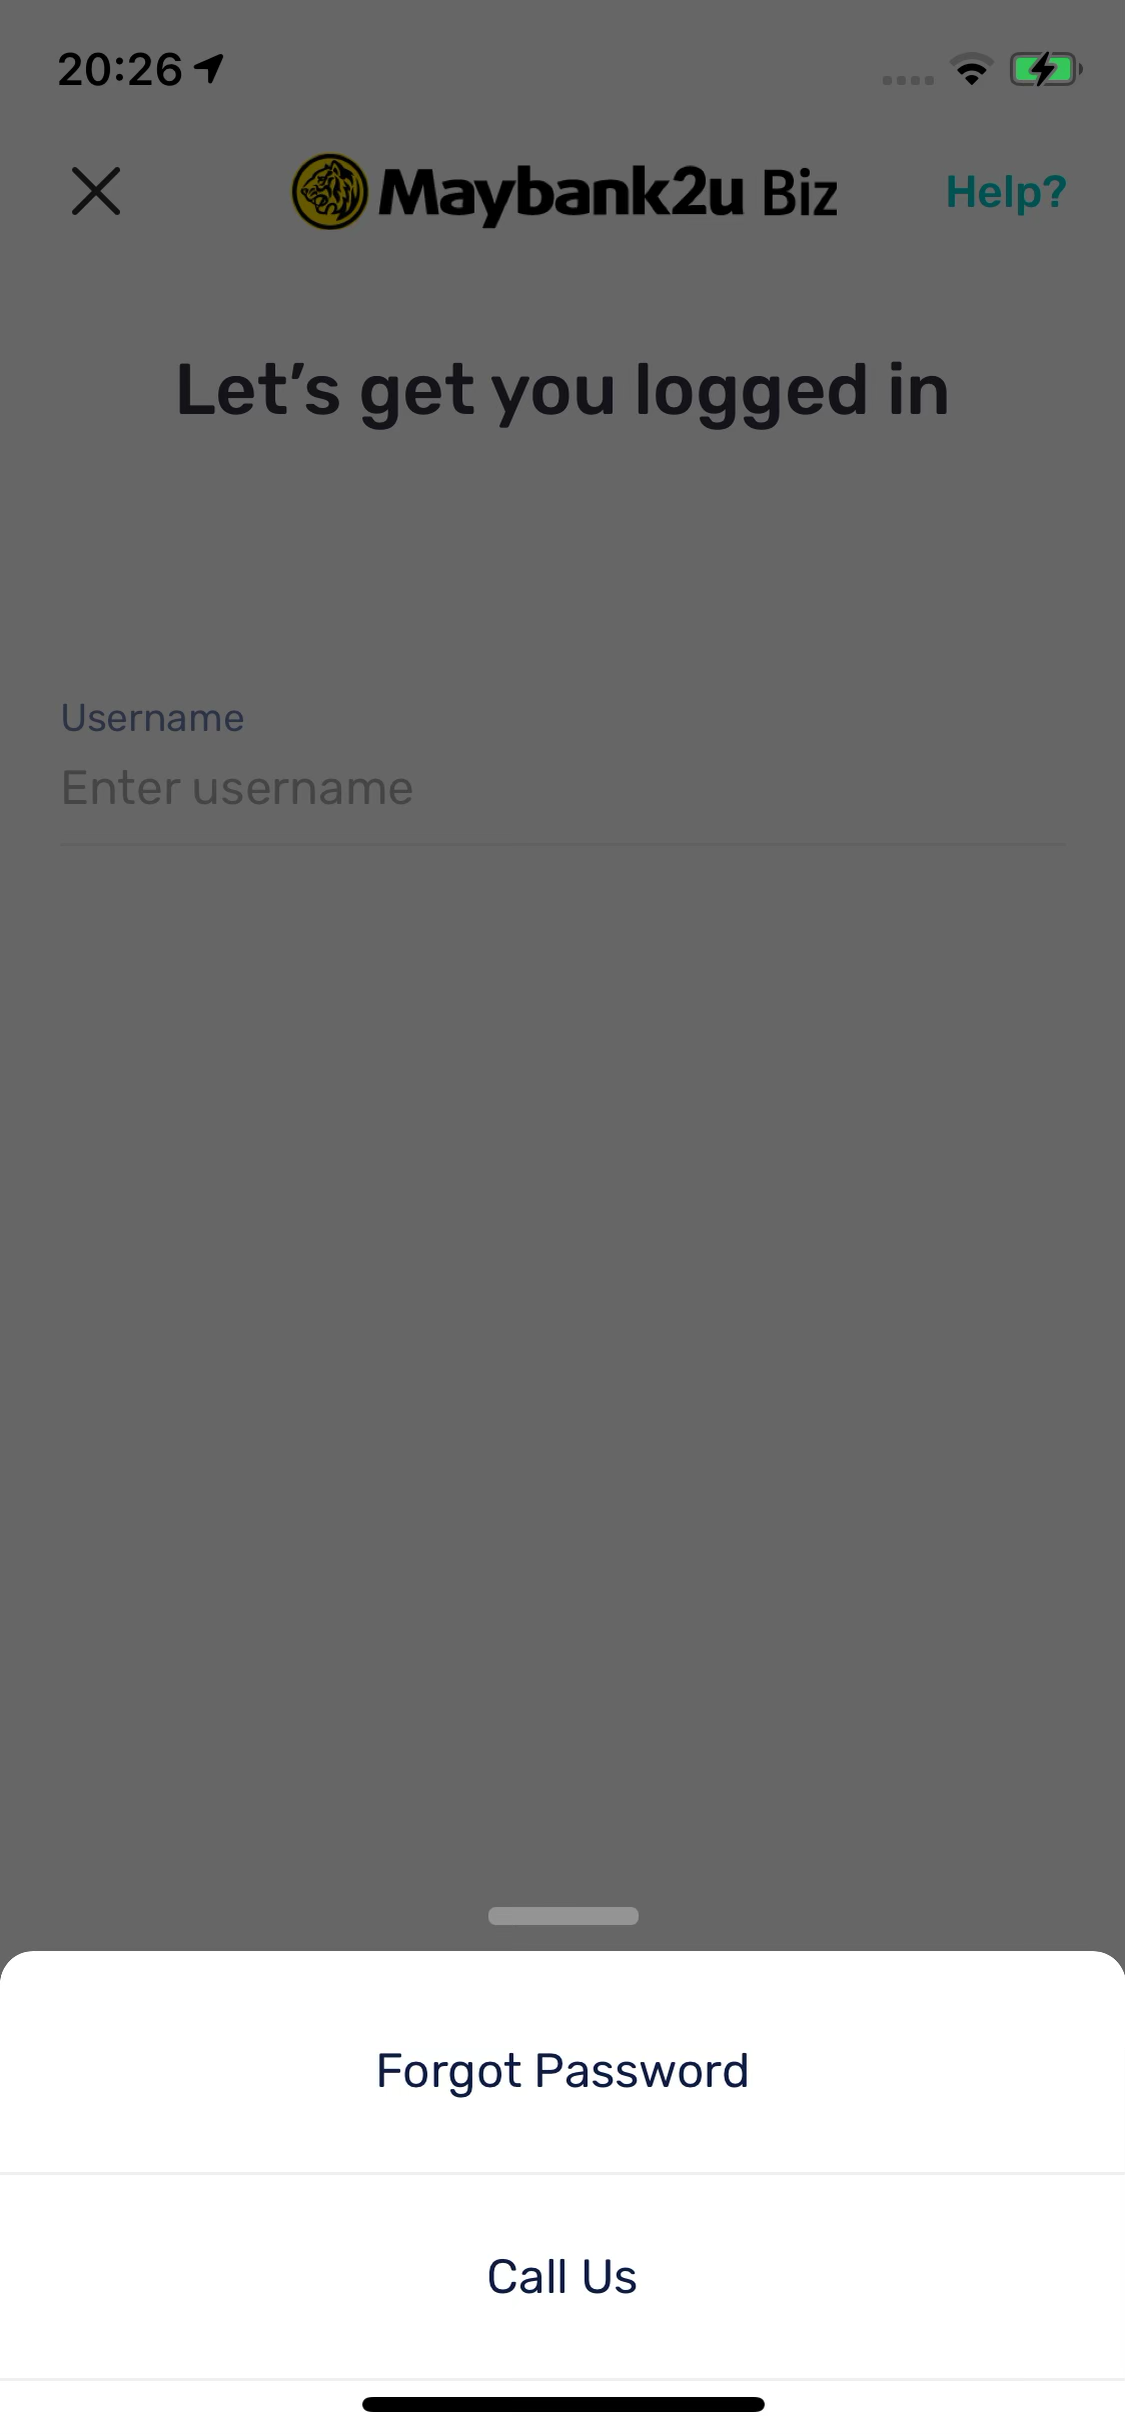 20:26
Maybank2u Biz
Help?
Let’s get you logged in
Username
Enter username
Forgot Password
Call Us